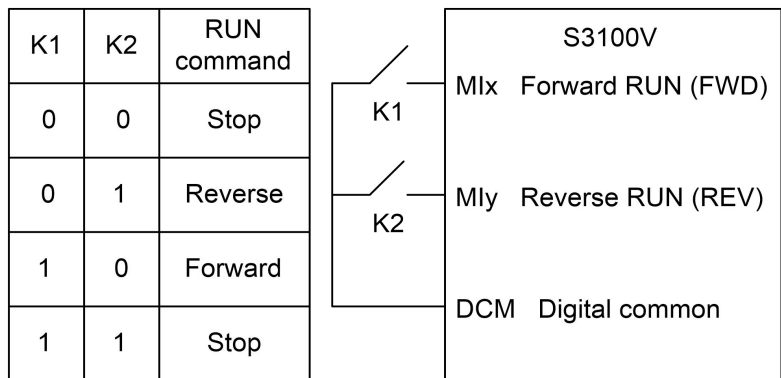 K1 K2 RUN command
0 0 Stop
0 1 Reverse
1 0 Forward
1 1 Stop
K1
K2
S3100V
MIx Forward RUN (FWD)
MIy Reverse RUN (REV)
DCM Digital common